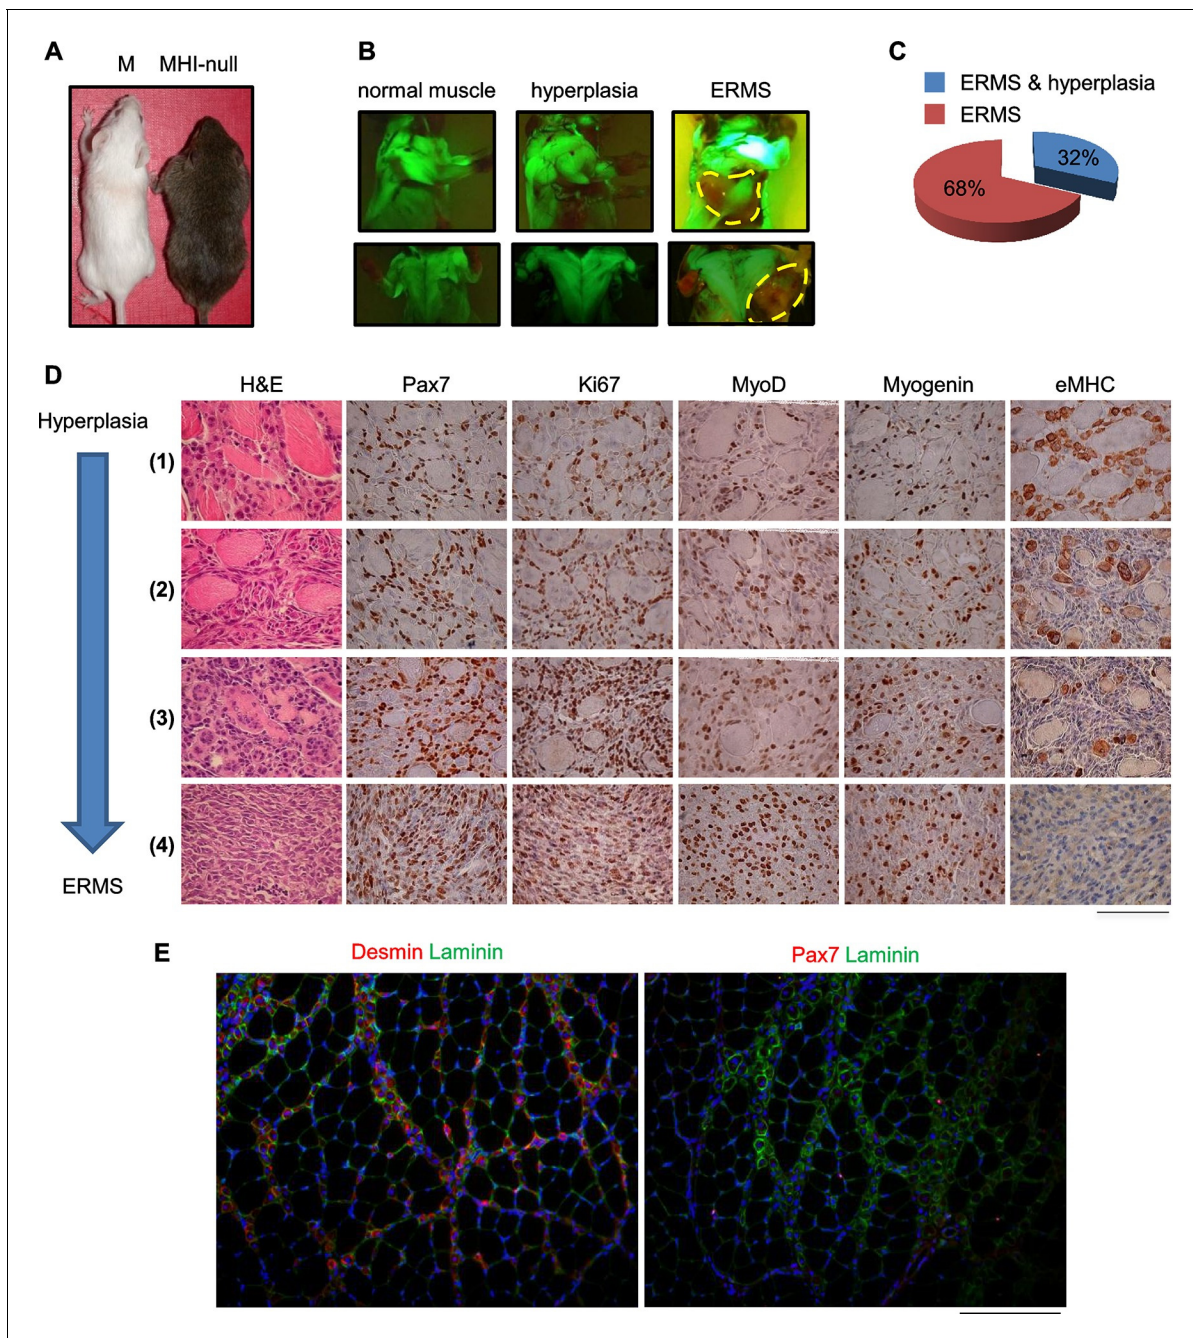 A
M MHI-null
B
normal muscle hyperplasia ERMS
C
ERMS & hyperplasia
ERMS
32%
68%
D
H&E Pax7 Ki67 MyoD Myogenin eMHC
Hyperplasia
(1)
(2)
(3)
(4)
ERMS
E
Desmin Laminin
Pax7 Laminin